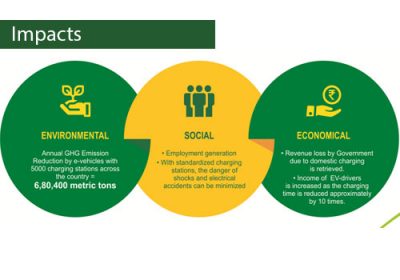 Impacts
ENVIRONMENTAL
Annual GHG Emission
Reduction by e-vehicles with
5000 charging stations across
the country =
6,80,400 metric tons
SOCIAL
• Employment generation
• With standardized charging
stations, the danger of
shocks and electrical
accidents can be minimized
₹
ECONOMICAL
• Revenue loss by Government
due to domestic charging
is retrieved.
• Income of EV-drivers
is increased as the charging
time is reduced approximately
by 10 times.